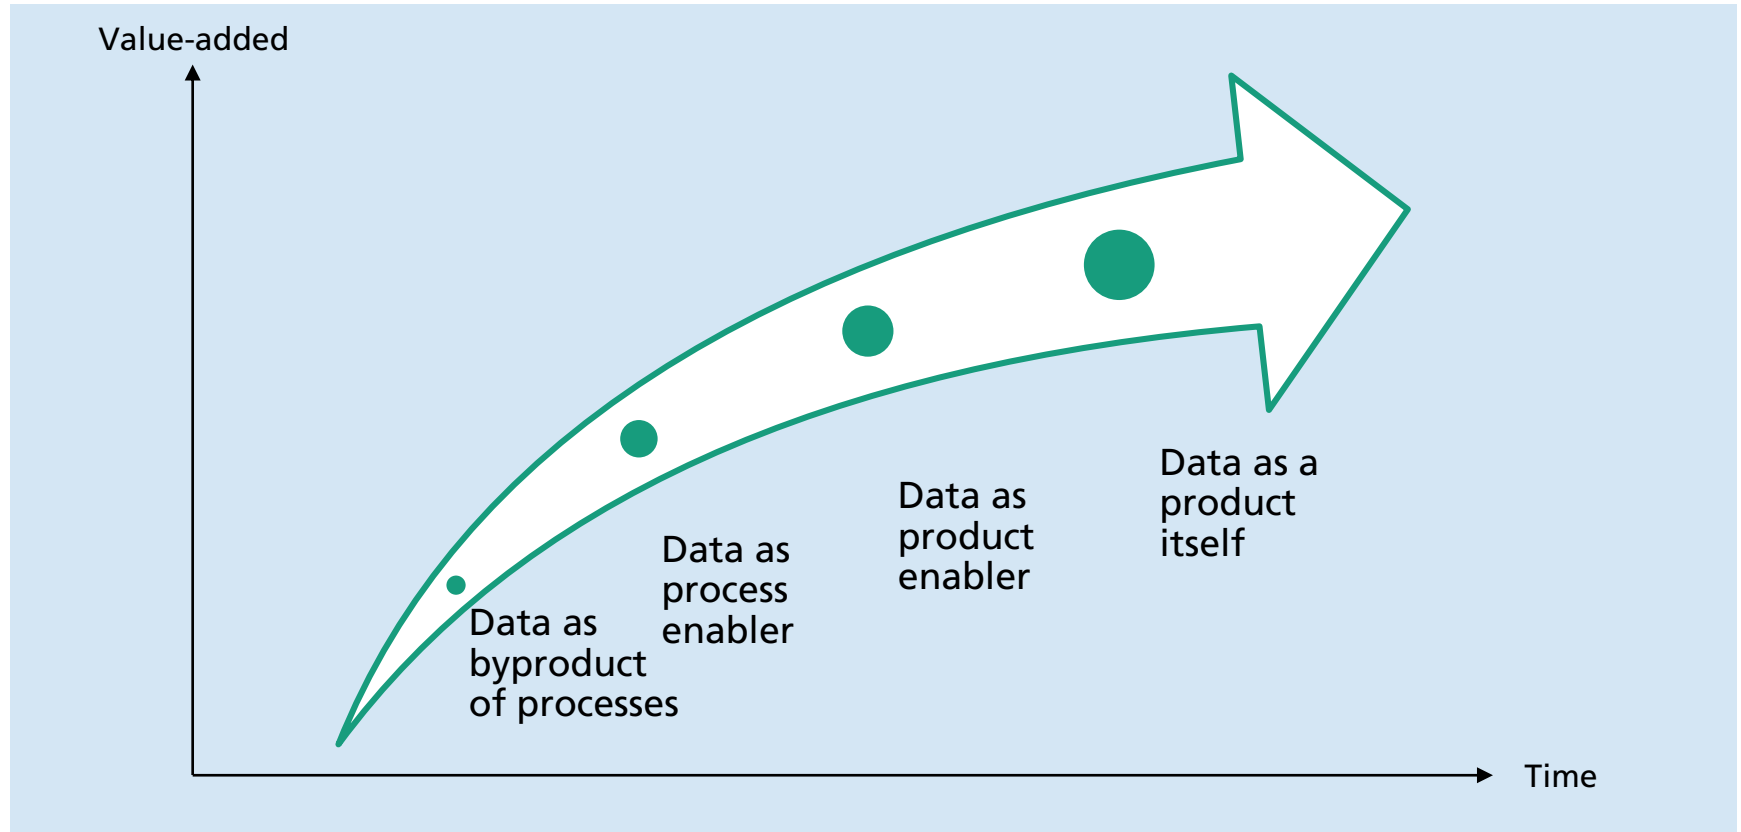 Value-added
Data as a
product
itself
Data as
product
enabler
Data as
process
enabler
Data as
byproduct
of processes
Time